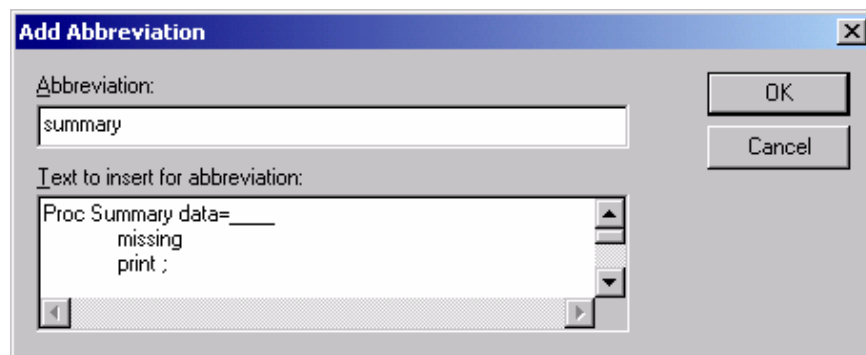 Add Abbreviation
Abbreviation:
summary
OK
Cancel
Text to insert for abbreviation:
Proc Summary data=____
missing
print ;